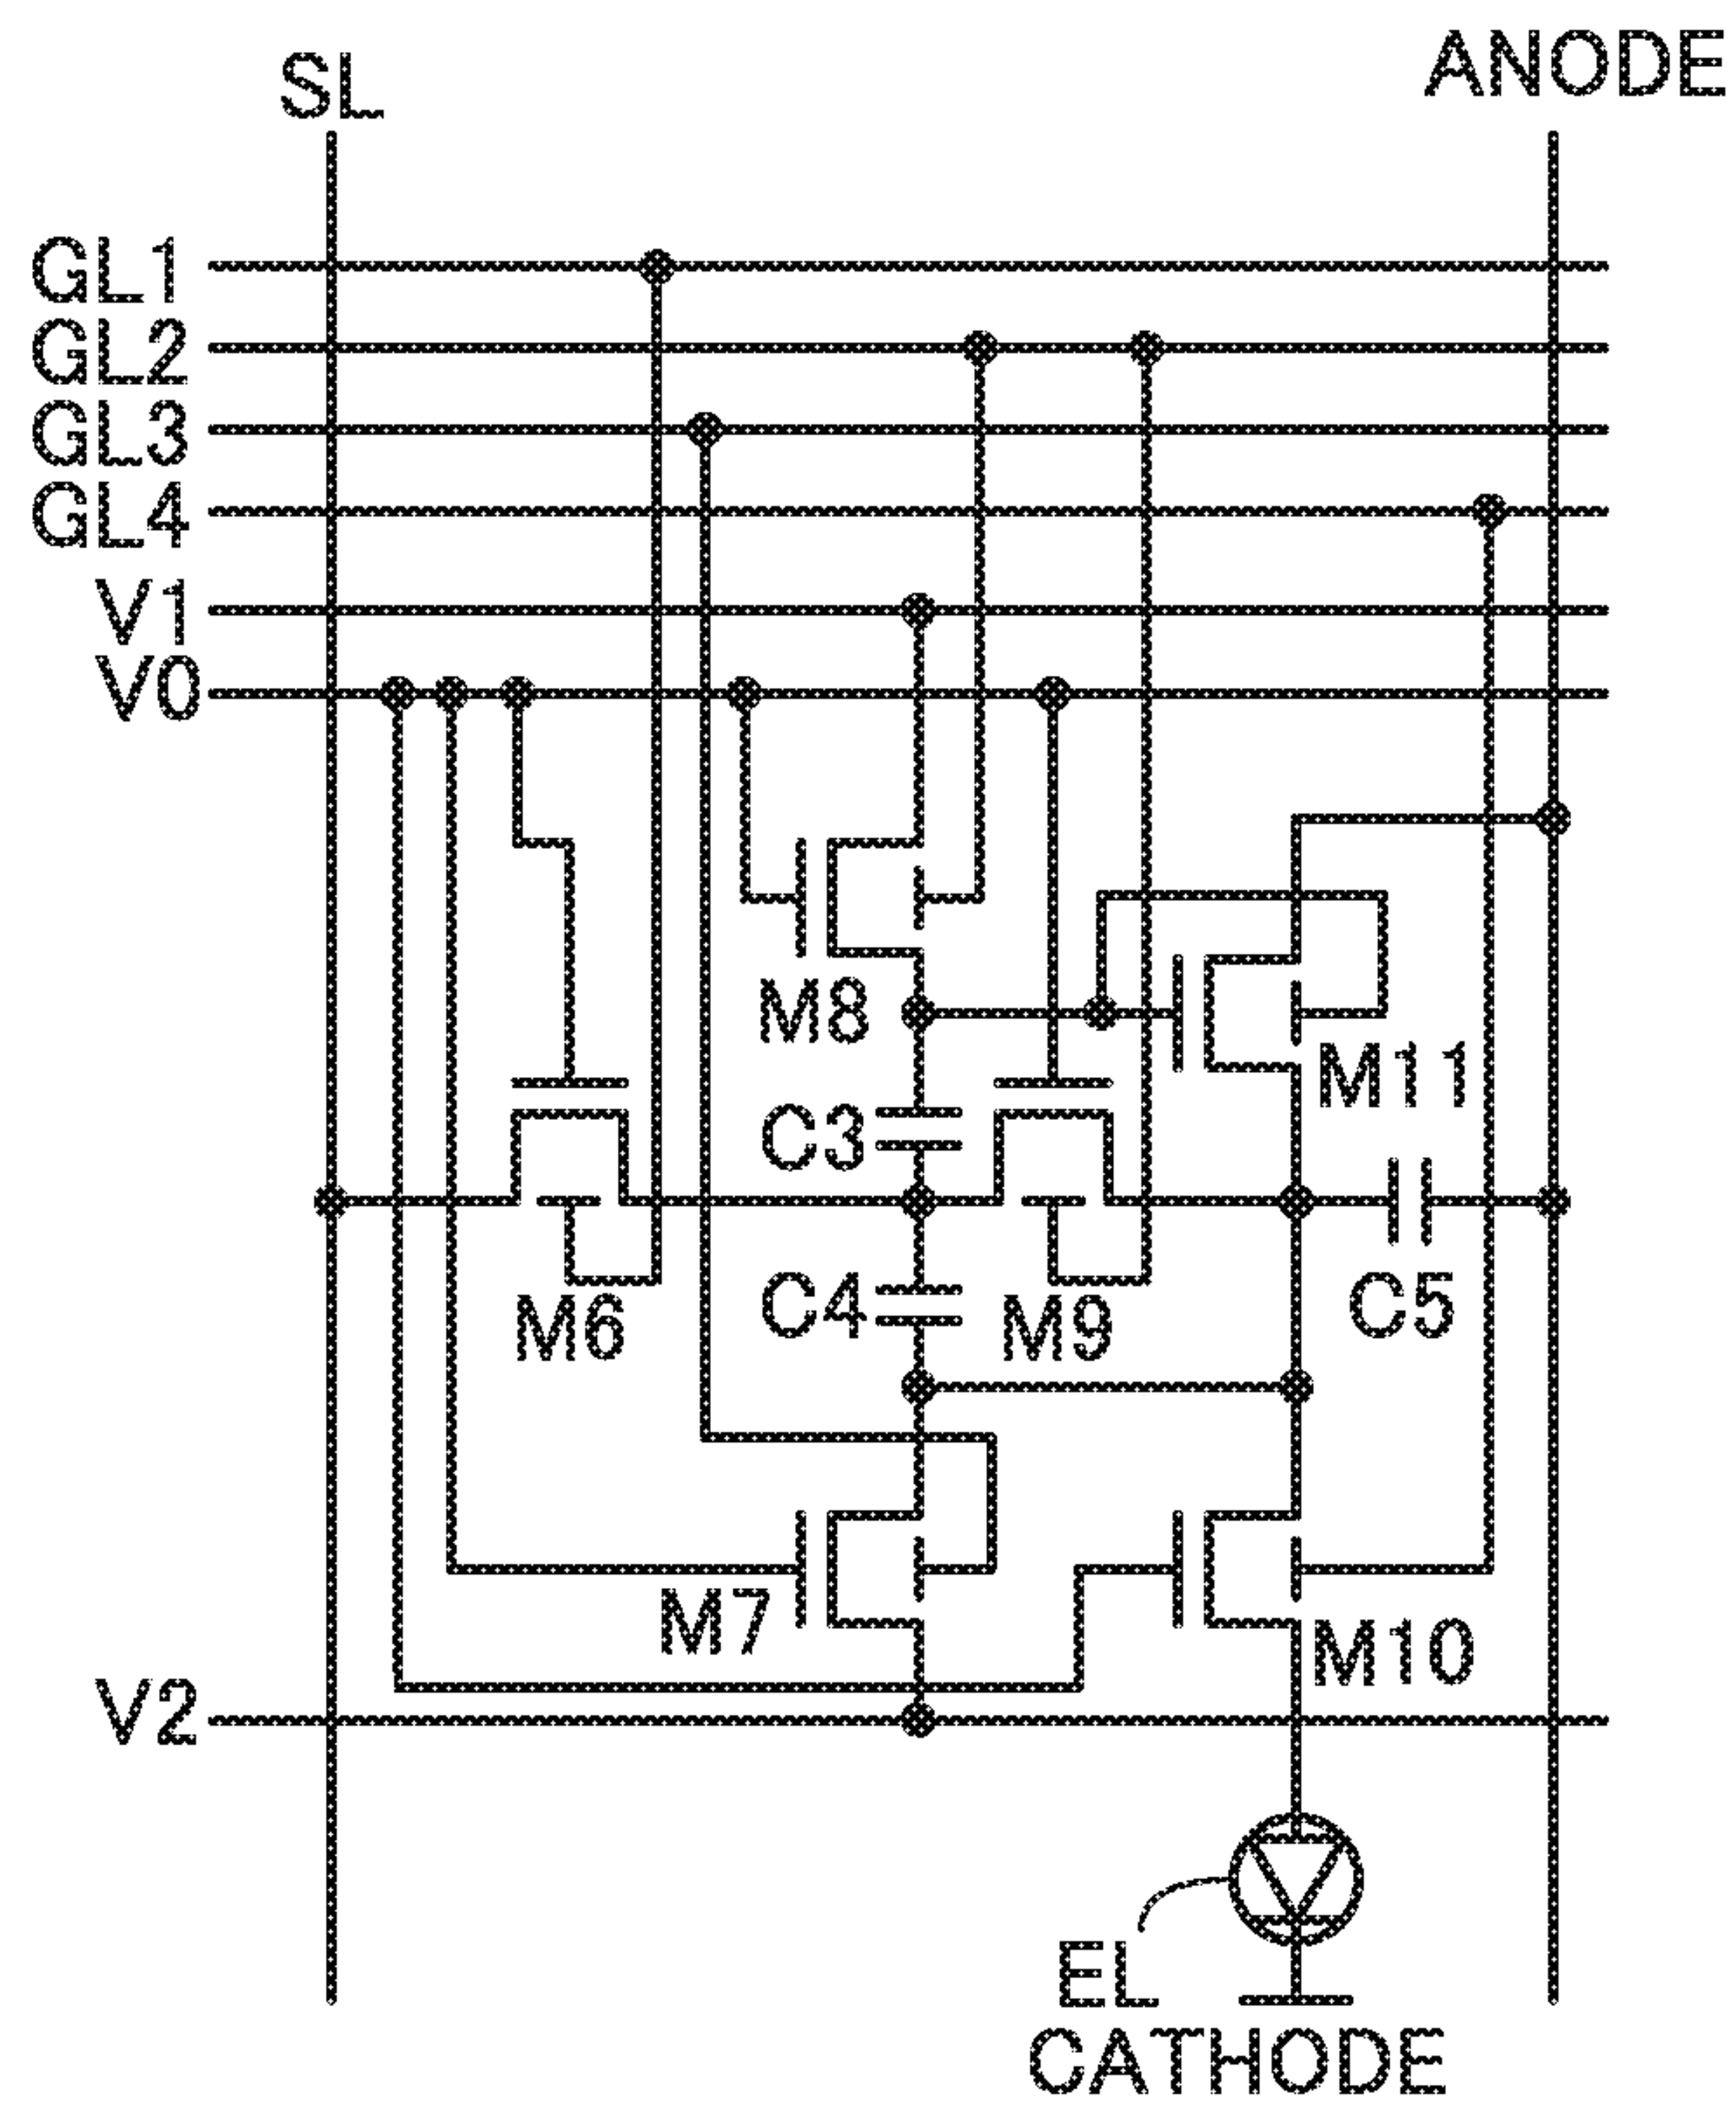 SL
ANODE
GL1
GL2
GL3
GL4
V1
V0
M8
M11
C3
C4
C5
M6
M9
M7
M10
V2
EL
CATHODE